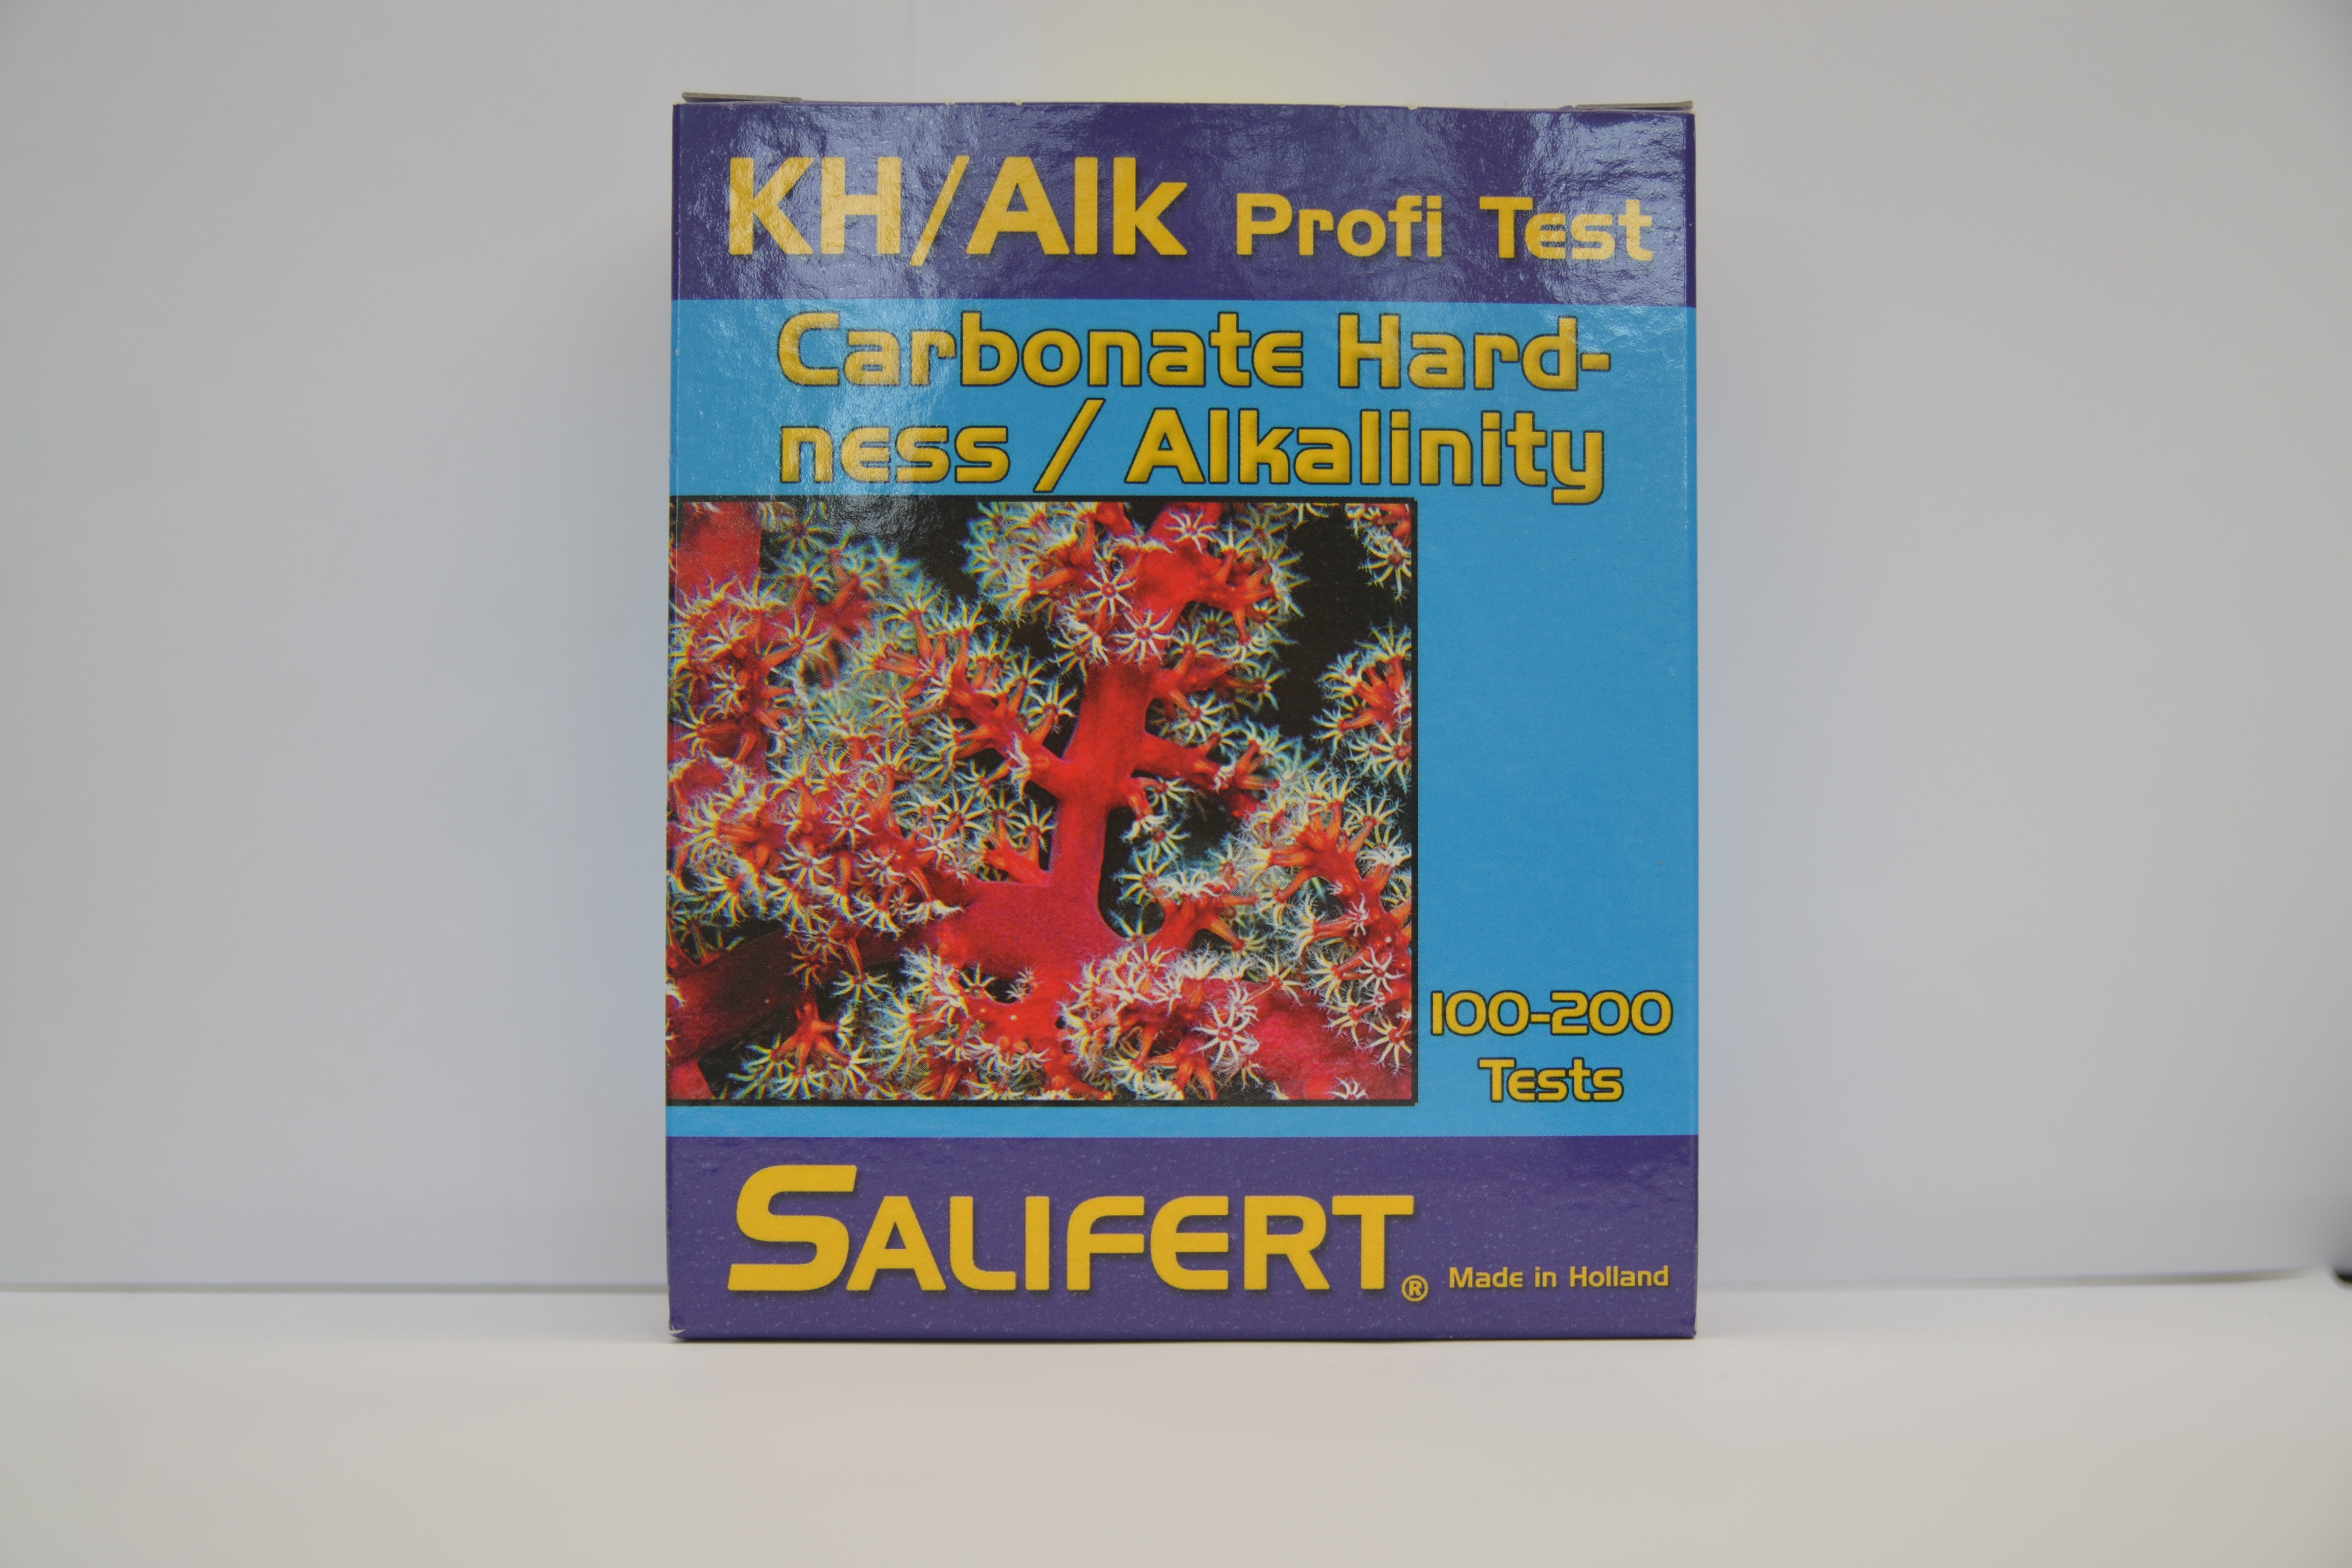 KH/Alk Profi Test
Carbonate Hard-
ness / Alkalinity
100-200
Tests
SALIFERT® Made in Holland